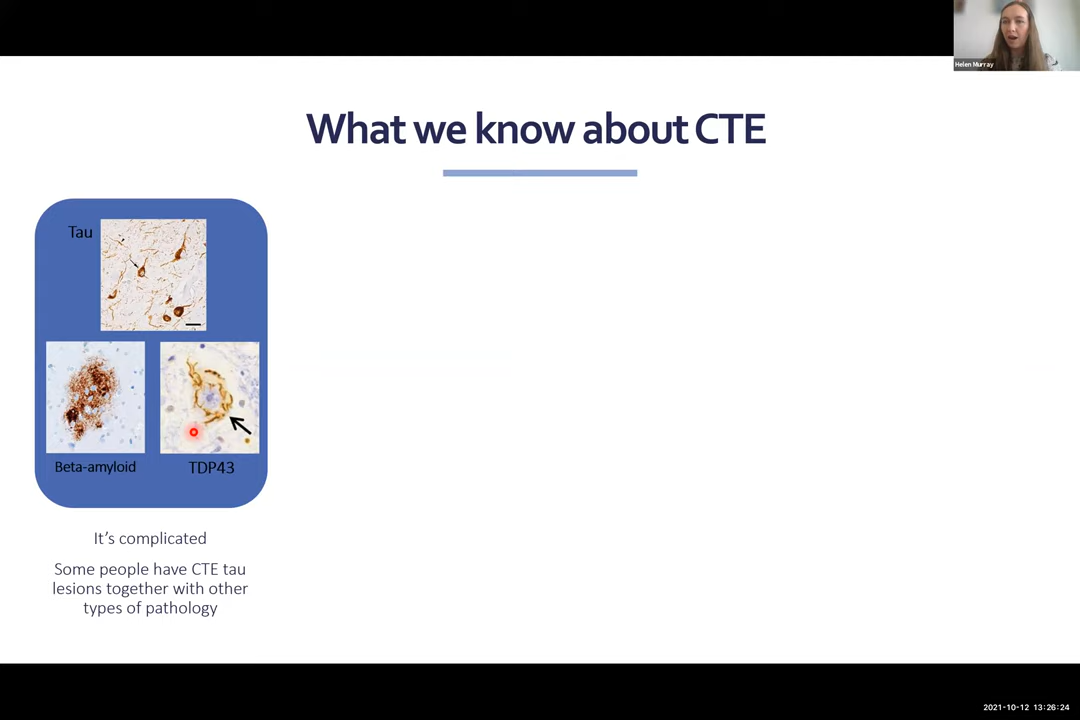 Helen Murray
What we know about CTE
Tau
Beta-amyloid
TDP43
It's complicated
Some people have CTE tau
lesions together with other
types of pathology
2021-10-12 13:26:24